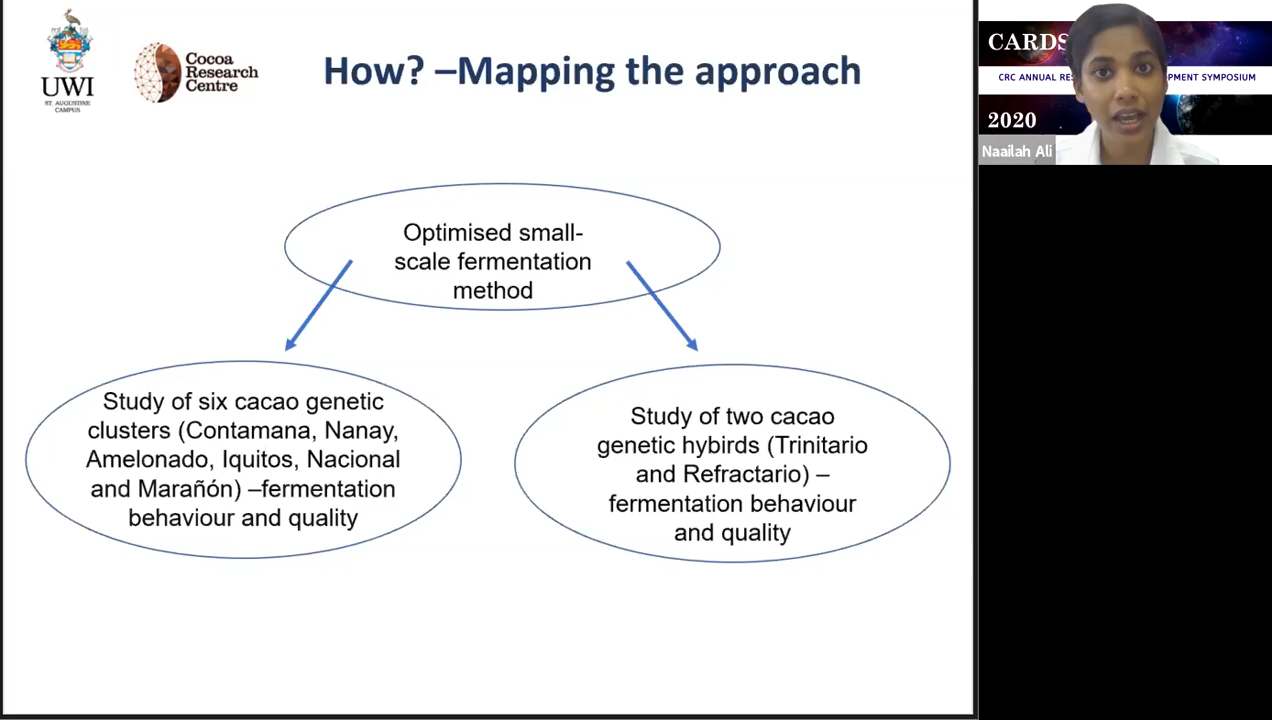 UWI
ST. AUGUSTINE
CAMPUS
Cocoa
Research
Centre
How? –Mapping the approach
Optimised small-
scale fermentation
method
Study of six cacao genetic
clusters (Contamana, Nanay,
Amelonado, Iquitos, Nacional
and Marañón) –fermentation
behaviour and quality
Study of two cacao
genetic hybirds (Trinitario
and Refractario) –
fermentation behaviour
and quality
CARDS
CRC ANNUAL RE PMENT SYMPOSIUM
2020
Naailah Ali